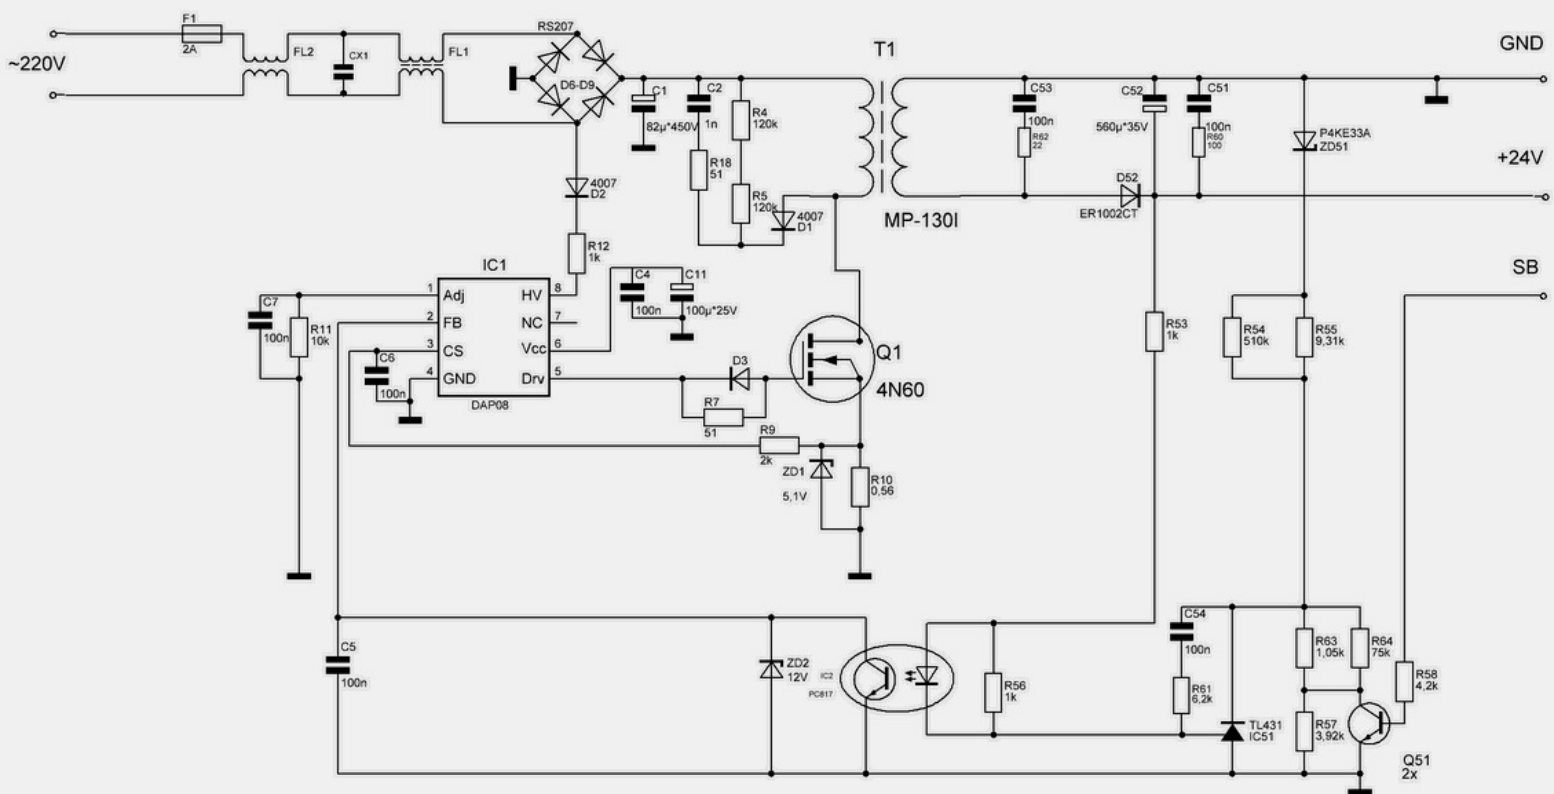 F1
2A
~220V
FL2
CX1
FL1
RS207
D6-D9
C1
82µ*450V
C2
1n
R4
120k
R18
51
R5
120k
4007
D1
T1
MP-130I
C53
100n
R62
22
C52
560µ*35V
C51
100n
R60
100
P4KE33A
ZD51
GND
+24V
SB
D52
ER1002CT
4007
D2
R12
1k
IC1
1
Adj
HV
8
2
FB
NC
7
3
CS
Vcc
6
4
GND
Drv
5
DAP08
C7
100n
R11
10k
C6
100n
C4
100n
C11
100µ*25V
D3
R7
51
Q1
4N60
R9
2k
ZD1
5,1V
R10
0,56
R53
1k
R54
510k
R55
9,31k
C5
100n
ZD2
12V
IC2
PC817
R56
1k
C54
100n
R61
6,2k
TL431
IC51
R63
1,05k
R64
75k
R57
3,92k
R58
4,2k
Q51
2x